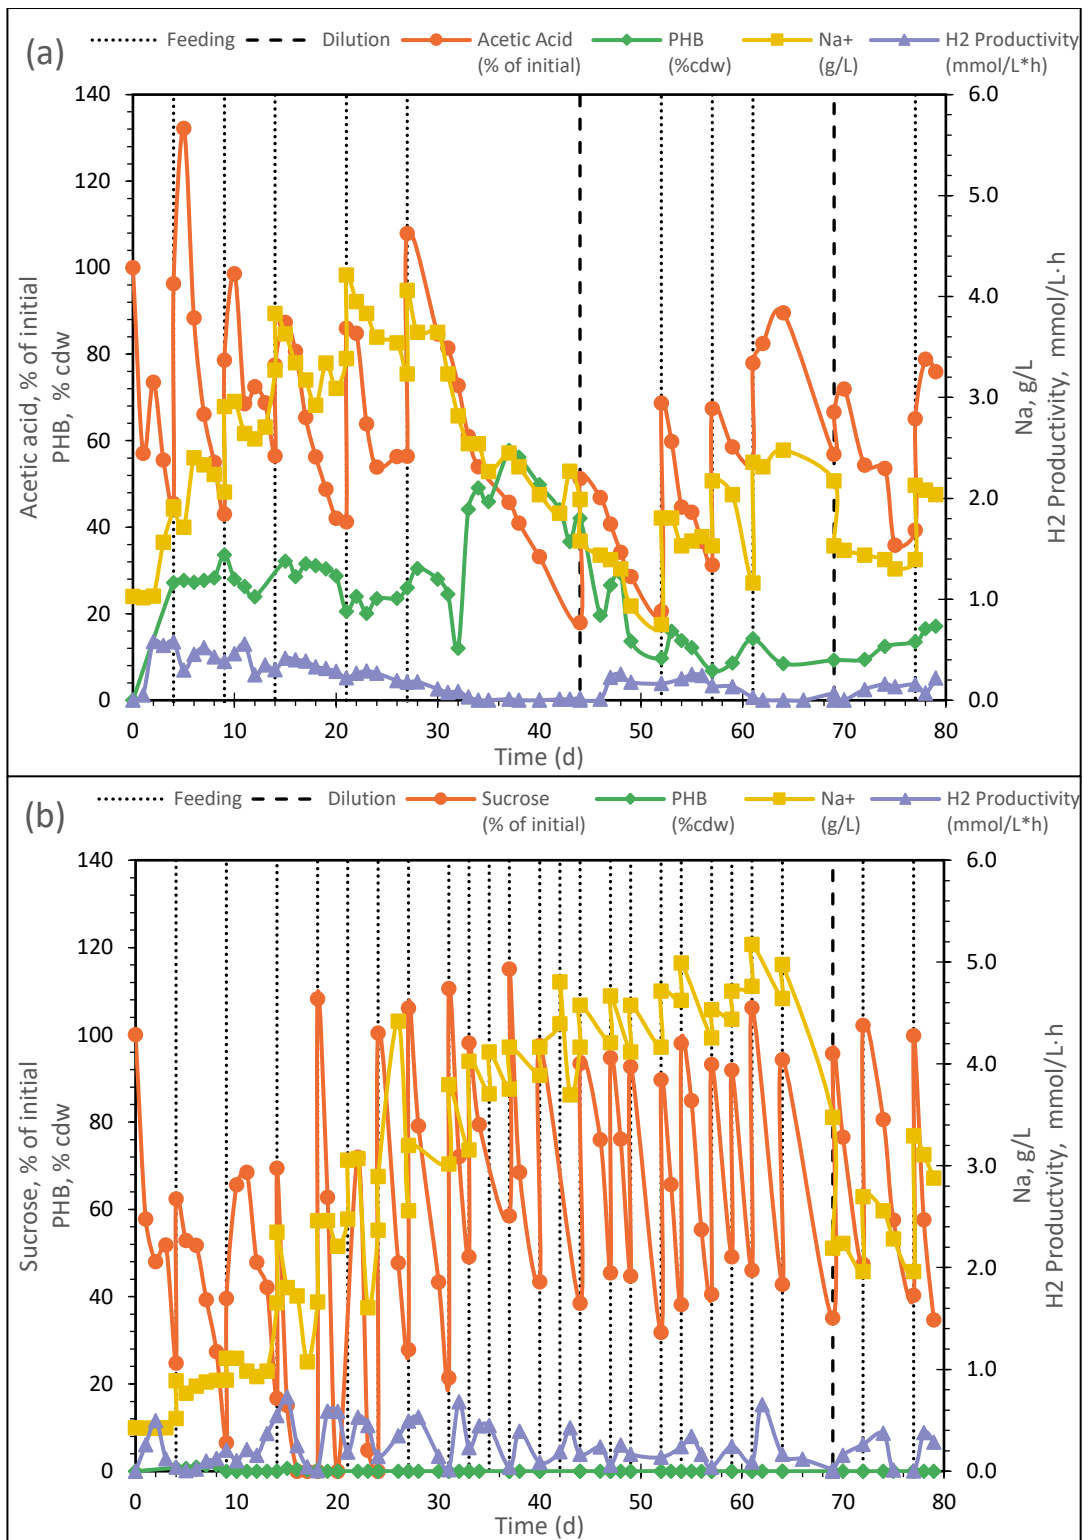 (a)
Feeding Dilution Acetic Acid (% of initial) PHB (%cdw) Na+ (g/L) H2 Productivity (mmol/L*h)
140 120 100 80 60 40 20 0
6.0 5.0 4.0 3.0 2.0 1.0 0.0
Acetic acid, % of initial
PHB, % cdw
Na, g/L
H2 Productivity, mmol/L·h
0 10 20 30 40 50 60 70 80
Time (d)
(b)
Feeding Dilution Sucrose (% of initial) PHB (%cdw) Na+ (g/L) H2 Productivity (mmol/L*h)
140 120 100 80 60 40 20 0
6.0 5.0 4.0 3.0 2.0 1.0 0.0
Sucrose, % of initial
PHB, % cdw
Na, g/L
H2 Productivity, mmol/L·h
0 10 20 30 40 50 60 70 80
Time (d)